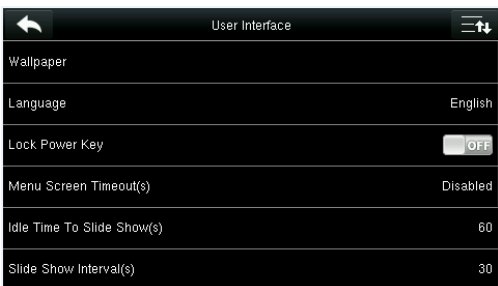 User Interface
Wallpaper
Language English
Lock Power Key OFF
Menu Screen Timeout(s) Disabled
Idle Time To Slide Show(s) 60
Slide Show Interval(s) 30